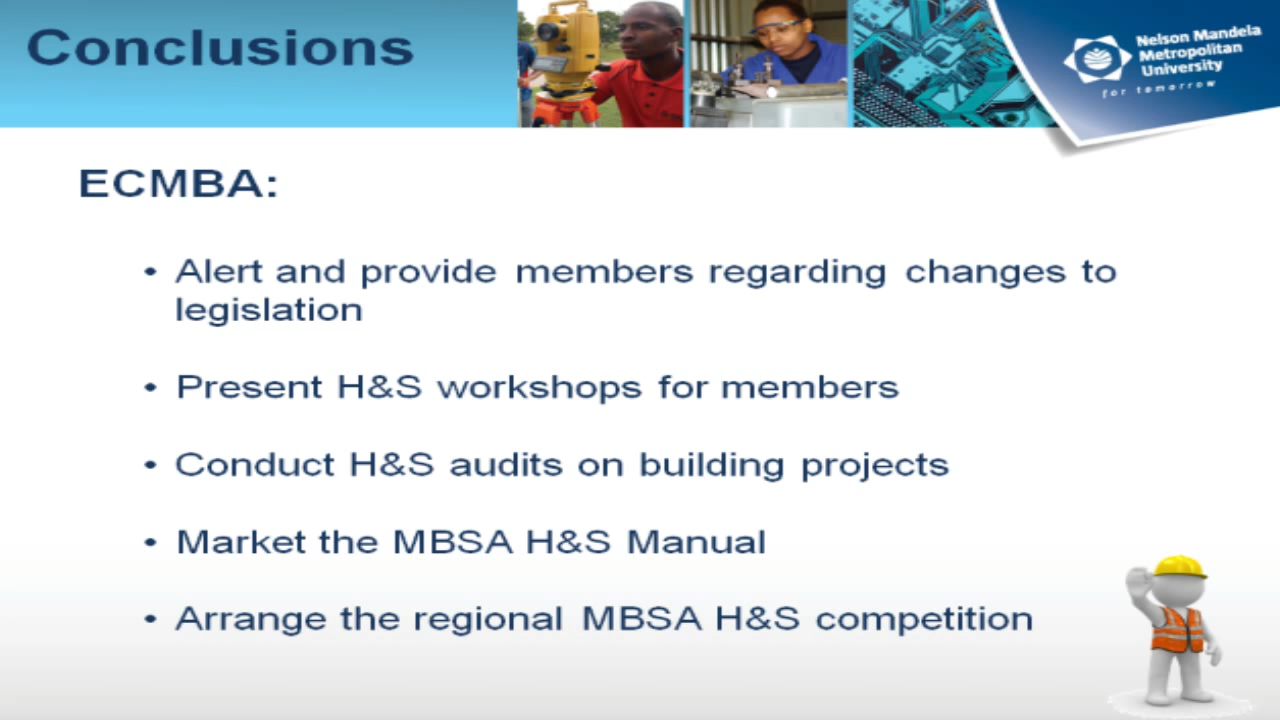 Conclusions
Nelson Mandela
Metropolitan
University
for tomorrow
ECMBA:
• Alert and provide members regarding changes to
legislation
• Present H&S workshops for members
• Conduct H&S audits on building projects
• Market the MBSA H&S Manual
• Arrange the regional MBSA H&S competition